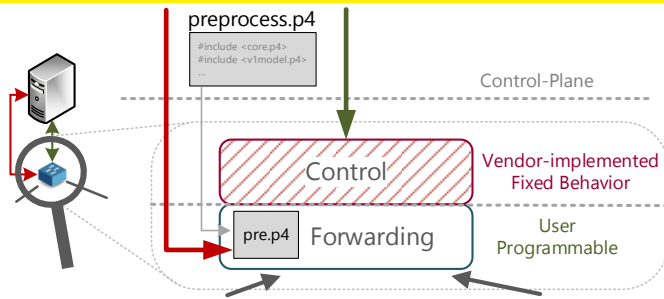 preprocess.p4
#include <core.p4>
#include <v1model.p4>
...
Control-Plane
Control
Vendor-implemented
Fixed Behavior
pre.p4
Forwarding
User
Programmable